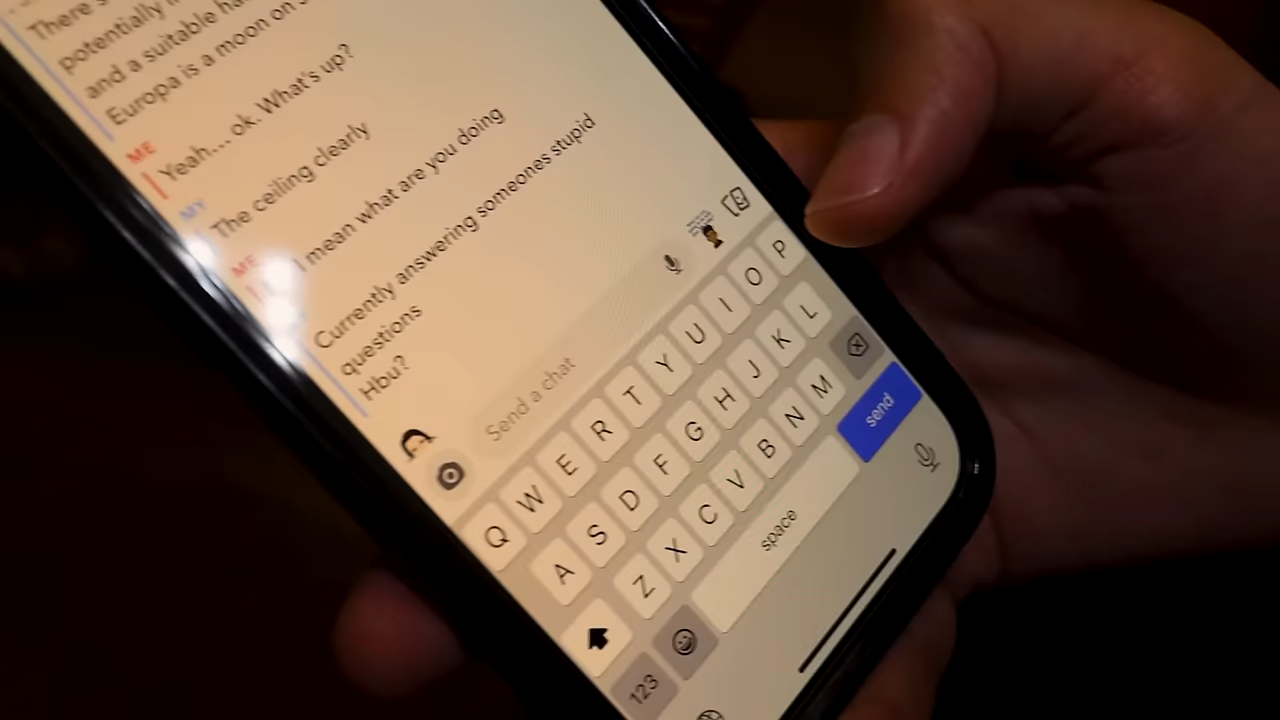 There
potentially
and a suitable
Europa is a moon on
ME
Yeah... ok. What's up?
MY
The ceiling clearly
ME
I mean what are you doing
Currently answering someones stupid
questions
Hbu?
Send a chat
Q W E R T Y U I O P
A S D F G H J K L
Z X C V B N M
123 space send